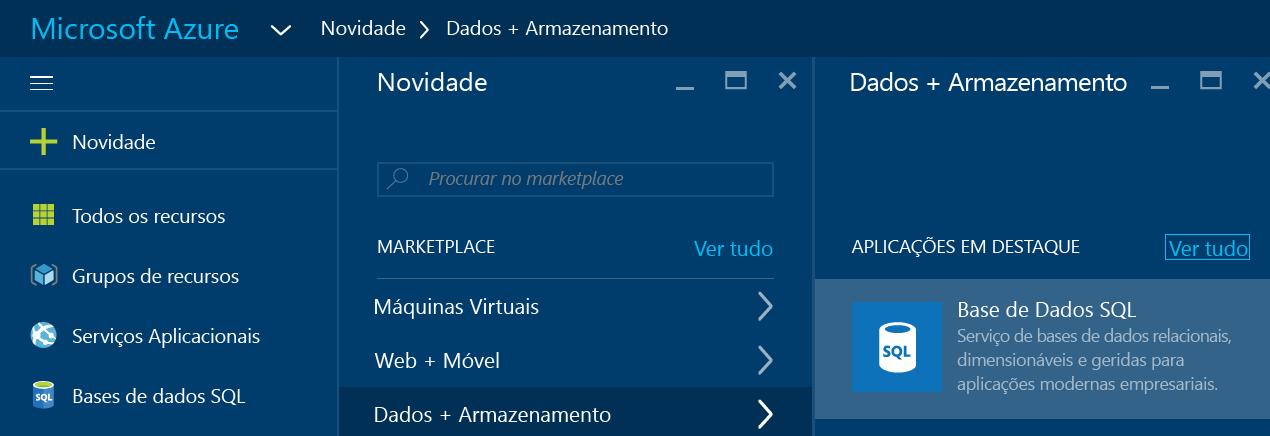 Microsoft Azure
Novidade > Dados + Armazenamento
Novidade
Todos os recursos
Grupos de recursos
Serviços Aplicacionais
SQL
Bases de dados SQL
Novidade
Procurar no marketplace
MARKETPLACE
Ver tudo
Máquinas Virtuais
Web + Móvel
Dados + Armazenamento
Dados + Armazenamento
APLICAÇÕES EM DESTAQUE
Ver tudo
SQL
Base de Dados SQL
Serviço de bases de dados relacionais,
dimensionáveis e geridas para
aplicações modernas empresariais.